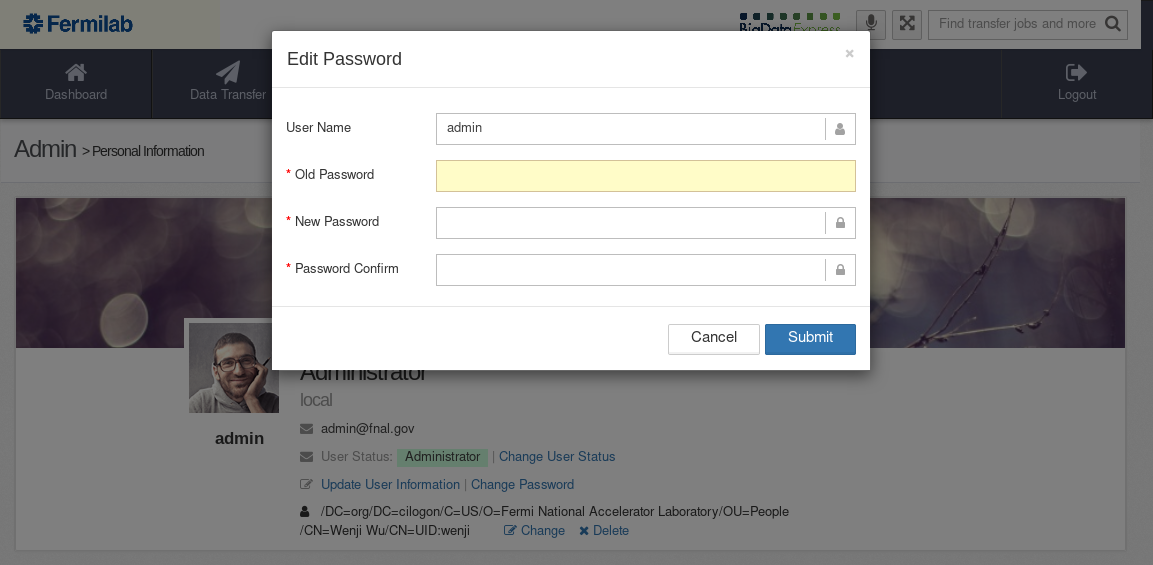 Fermilab
BigData Express
Find transfer jobs and more
Edit Password
×
Dashboard
Data Transfer
Logout
User Name
admin
* Old Password
* New Password
* Password Confirm
Cancel
Submit
Admin > Personal Information
Administrator
local
admin
admin@fnal.gov
User Status: Administrator | Change User Status
Update User Information | Change Password
/DC=org/DC=cilogon/C=US/O=Fermi National Accelerator Laboratory/OU=People
/CN=Wenji Wu/CN=UID:wenji Change Delete